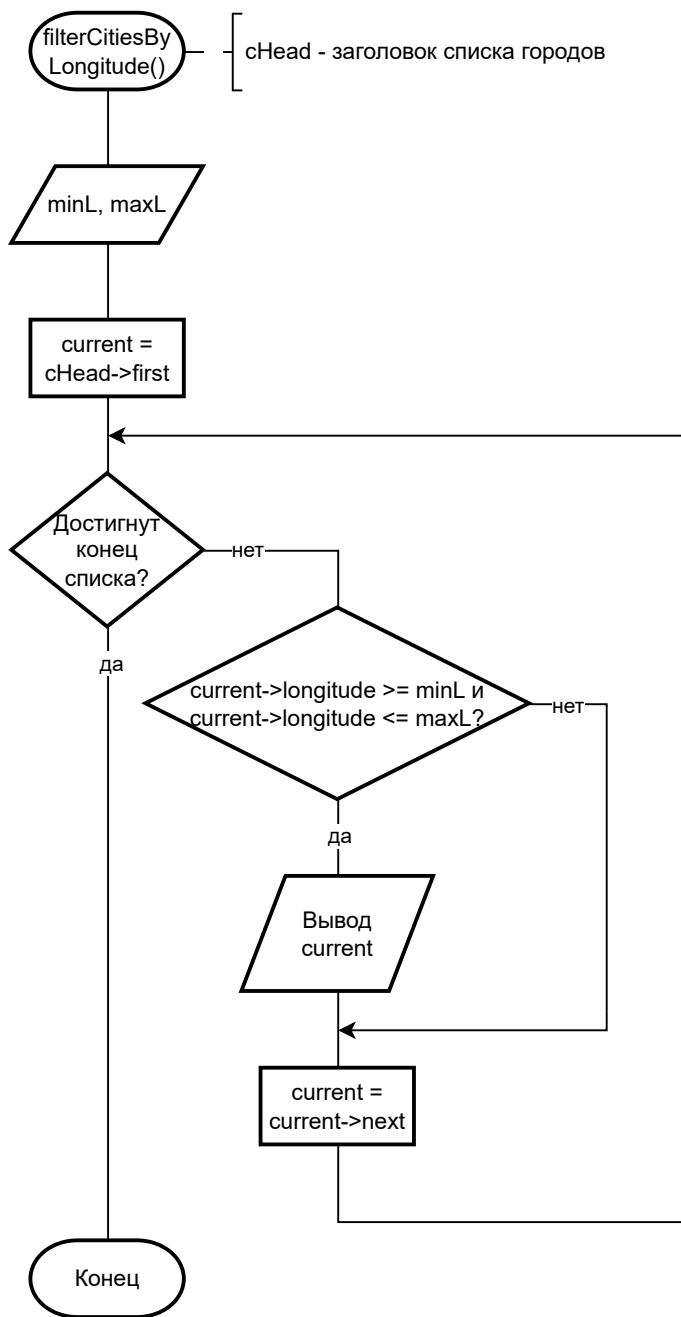 filterCitiesBy
Longitude()
cHead - заголовок списка городов
minL, maxL
current =
cHead->first
Достигнут
конец
списка?
нет
да
current->longitude >= minL и
current->longitude <= maxL?
нет
да
Вывод
current
current =
current->next
Конец